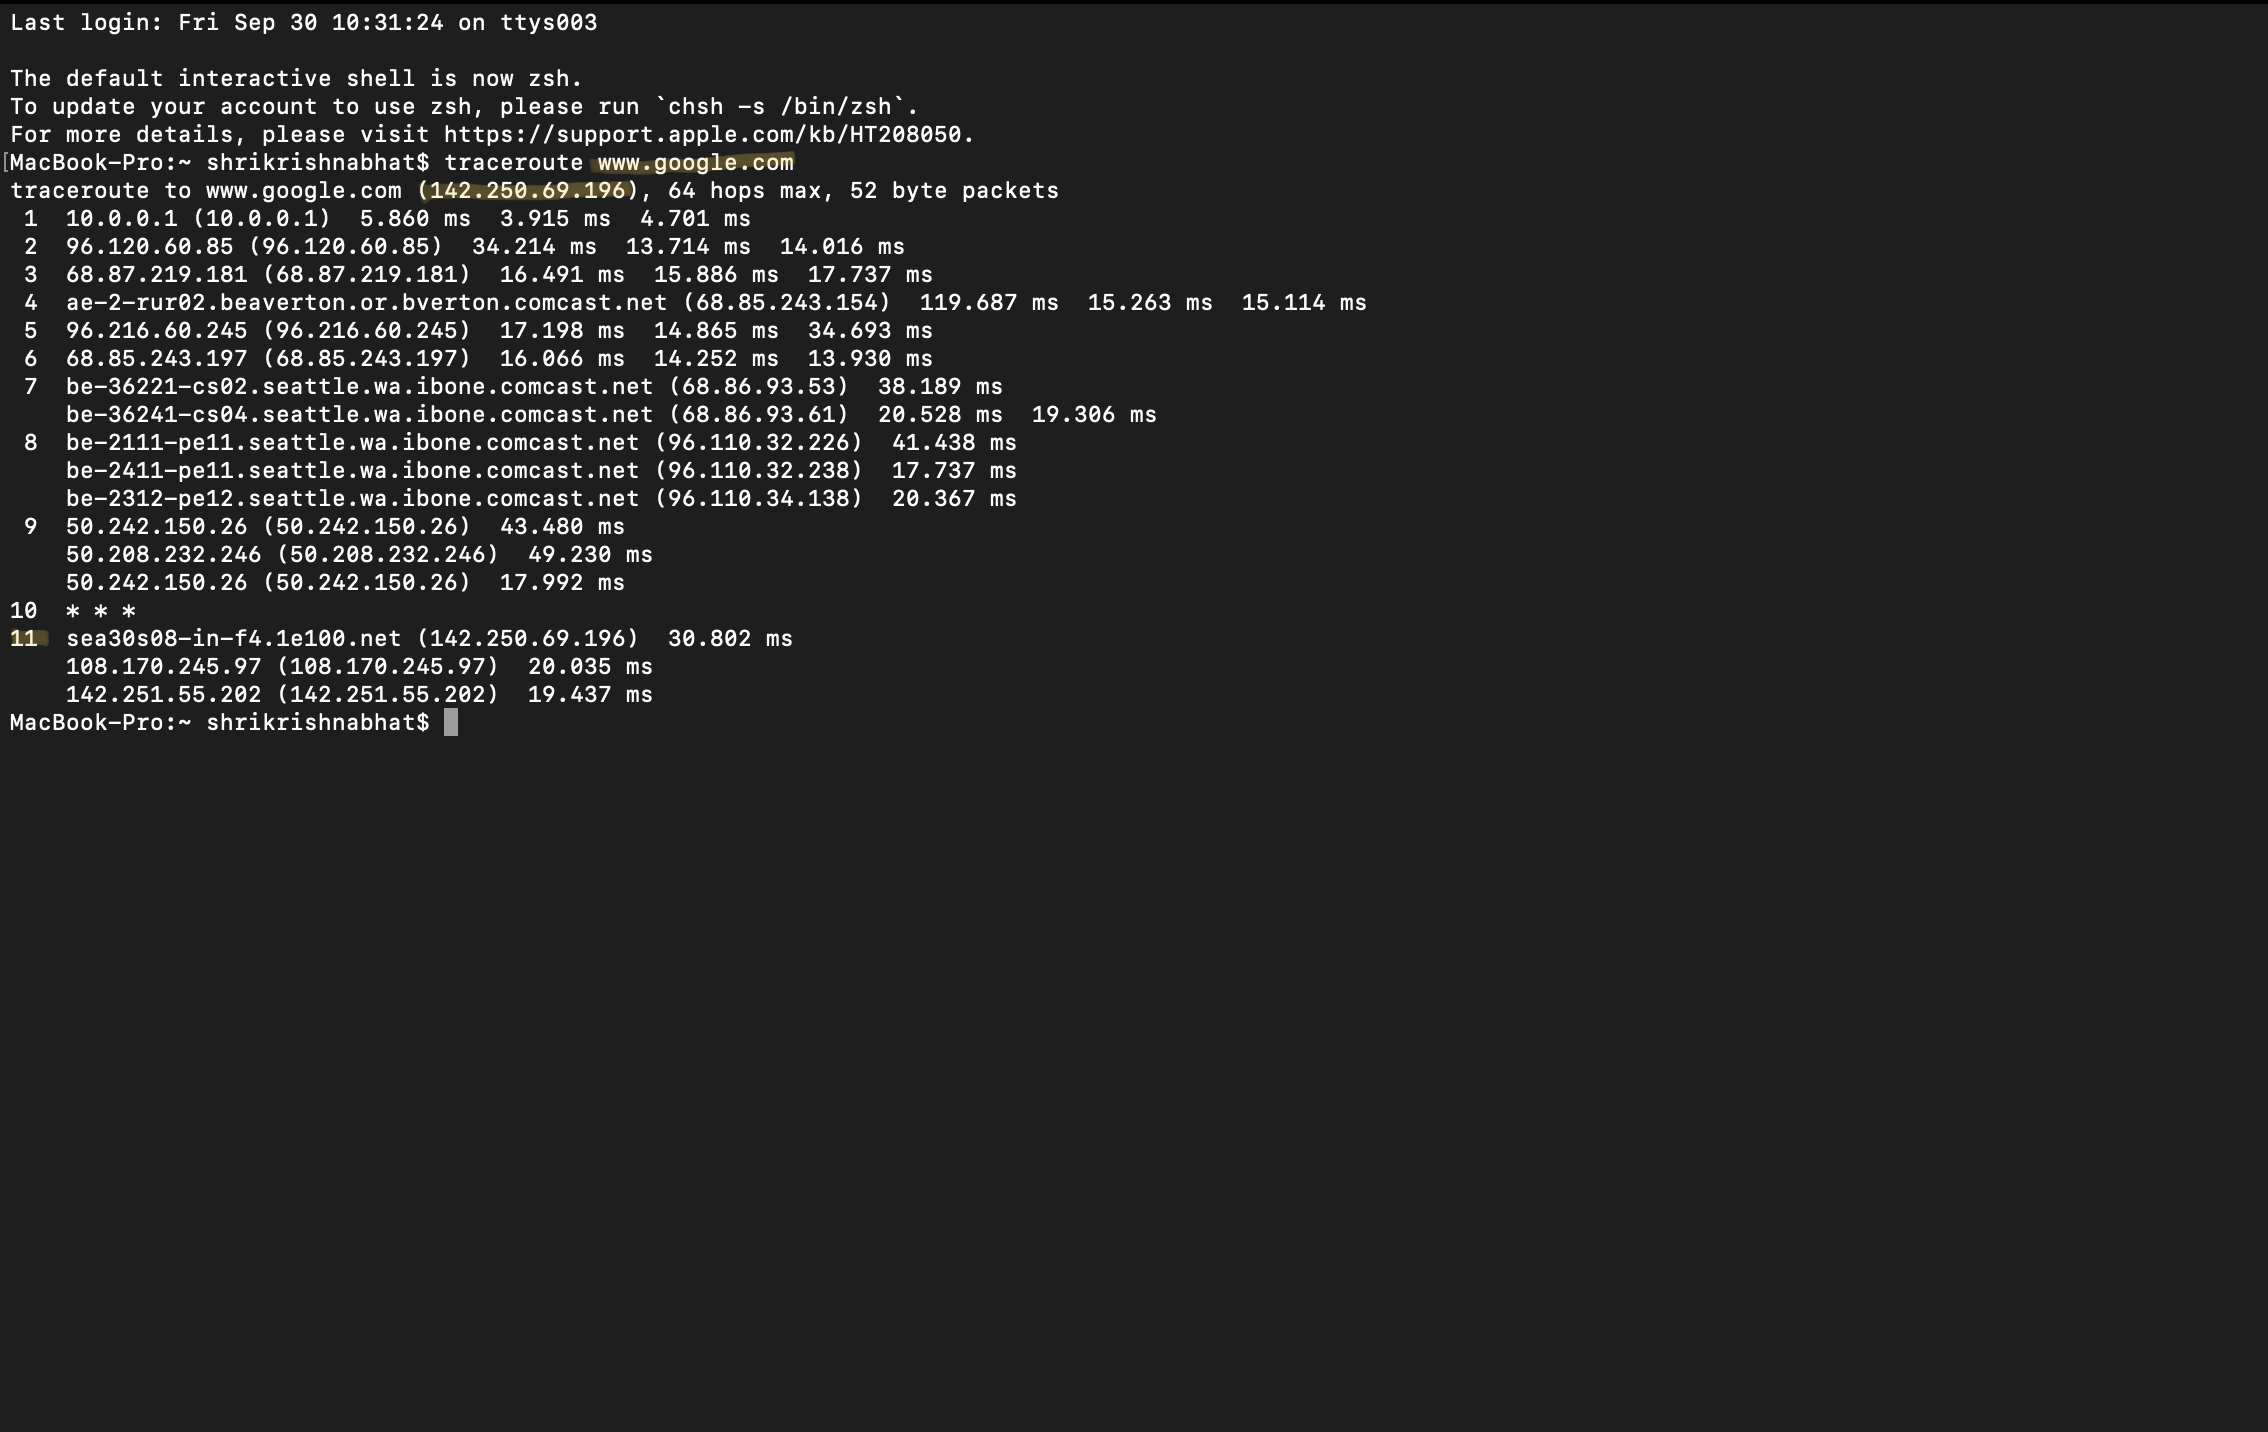 Last login: Fri Sep 30 10:31:24 on ttys003
The default interactive shell is now zsh.
To update your account to use zsh, please run `chsh -s /bin/zsh`.
For more details, please visit https://support.apple.com/kb/HT208050.
[MacBook-Pro:~ shrikrishnabhat$ traceroute www.google.com
traceroute to www.google.com (142.250.69.196), 64 hops max, 52 byte packets
1  10.0.0.1 (10.0.0.1)  5.860 ms  3.915 ms  4.701 ms
2  96.120.60.85 (96.120.60.85)  34.214 ms  13.714 ms  14.016 ms
3  68.87.219.181 (68.87.219.181)  16.491 ms  15.886 ms  17.737 ms
4  ae-2-rur02.beaverton.or.bverton.comcast.net (68.85.243.154)  119.687 ms  15.263 ms  15.114 ms
5  96.216.60.245 (96.216.60.245)  17.198 ms  14.865 ms  34.693 ms
6  68.85.243.197 (68.85.243.197)  16.066 ms  14.252 ms  13.930 ms
7  be-36221-cs02.seattle.wa.ibone.comcast.net (68.86.93.53)  38.189 ms
be-36241-cs04.seattle.wa.ibone.comcast.net (68.86.93.61)  20.528 ms  19.306 ms
8  be-2111-pe11.seattle.wa.ibone.comcast.net (96.110.32.226)  41.438 ms
be-2411-pe11.seattle.wa.ibone.comcast.net (96.110.32.238)  17.737 ms
be-2312-pe12.seattle.wa.ibone.comcast.net (96.110.34.138)  20.367 ms
9  50.242.150.26 (50.242.150.26)  43.480 ms
50.208.232.246 (50.208.232.246)  49.230 ms
50.242.150.26 (50.242.150.26)  17.992 ms
10  * * *
11  sea30s08-in-f4.1e100.net (142.250.69.196)  30.802 ms
108.170.245.97 (108.170.245.97)  20.035 ms
142.251.55.202 (142.251.55.202)  19.437 ms
MacBook-Pro:~ shrikrishnabhat$